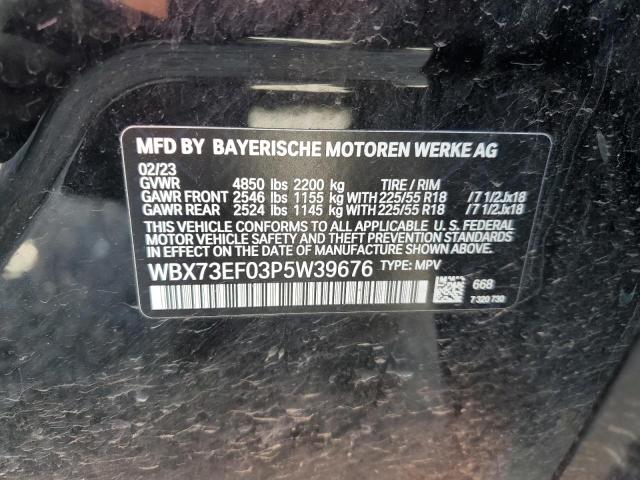 MFD BY BAYERISCHE MOTOREN WERKE AG
02/23
GVWR 4850 lbs 2200 kg TIRE / RIM
GAWR FRONT 2546 lbs 1155 kg WITH 225/55 R18 /7 1/2Jx18
GAWR REAR 2524 lbs 1145 kg WITH 225/55 R18 /7 1/2Jx18
THIS VEHICLE CONFORMS TO ALL APPLICABLE U. S. FEDERAL
MOTOR VEHICLE SAFETY AND THEFT PREVENTION STANDARDS
IN EFFECT ON THE DATE OF MANUFACTURE SHOWN ABOVE.
WBX73EF03P5W39676 TYPE: MPV
668
7 320 730